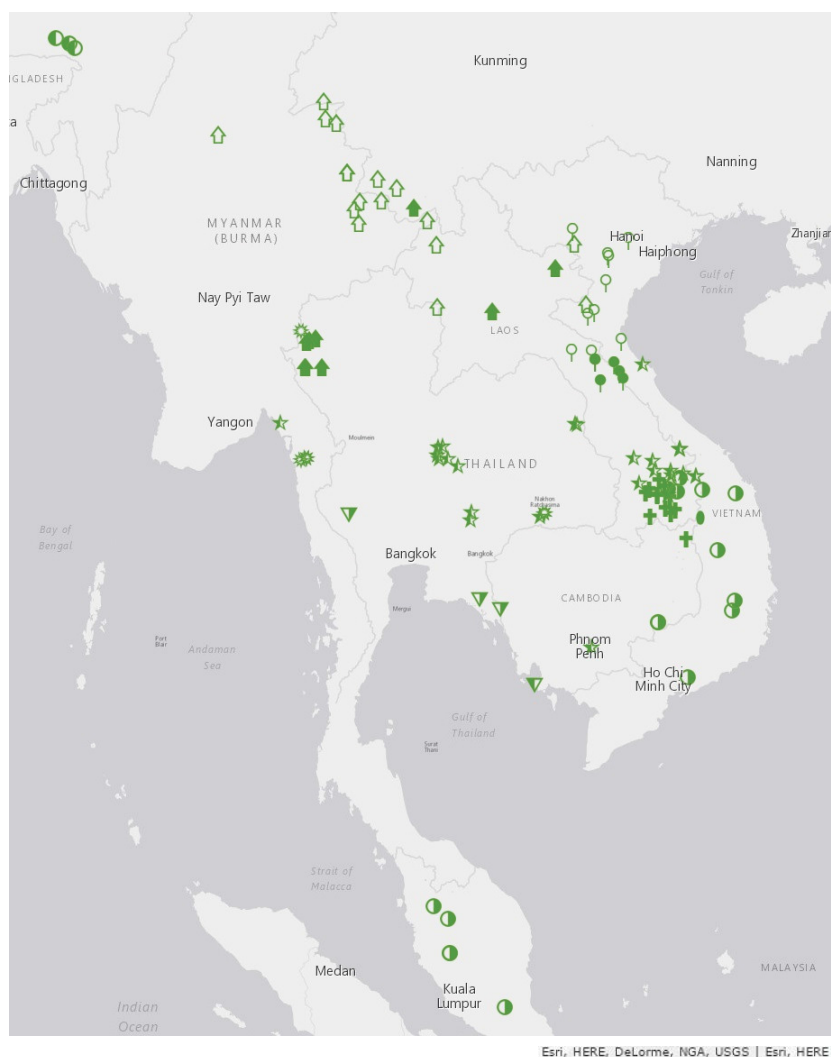 Kunming
NGLADESH
a
Nanning
Chittagong
MYANMAR
(BURMA)
Hanoi
Haiphong
Zhanjian
Gulf of
Tonkin
Nay Pyi Taw
LAOS
Yangon
Moulmein
THAILAND
Nakhon
Ratchasima
VIETNAM
Bay of
Bengal
Bangkok
Bangkok
CAMBODIA
Mergui
Port
Blair
Andaman
Sea
Phnom
Penh
Ho Chi
Minh City
Gulf of
Thailand
Surat
Thani
Strait of
Malacca
Medan
MALAYSIA
Kuala
Lumpur
Indian
Ocean
Esri, HERE, DeLorme, NGA, USGS | Esri, HERE